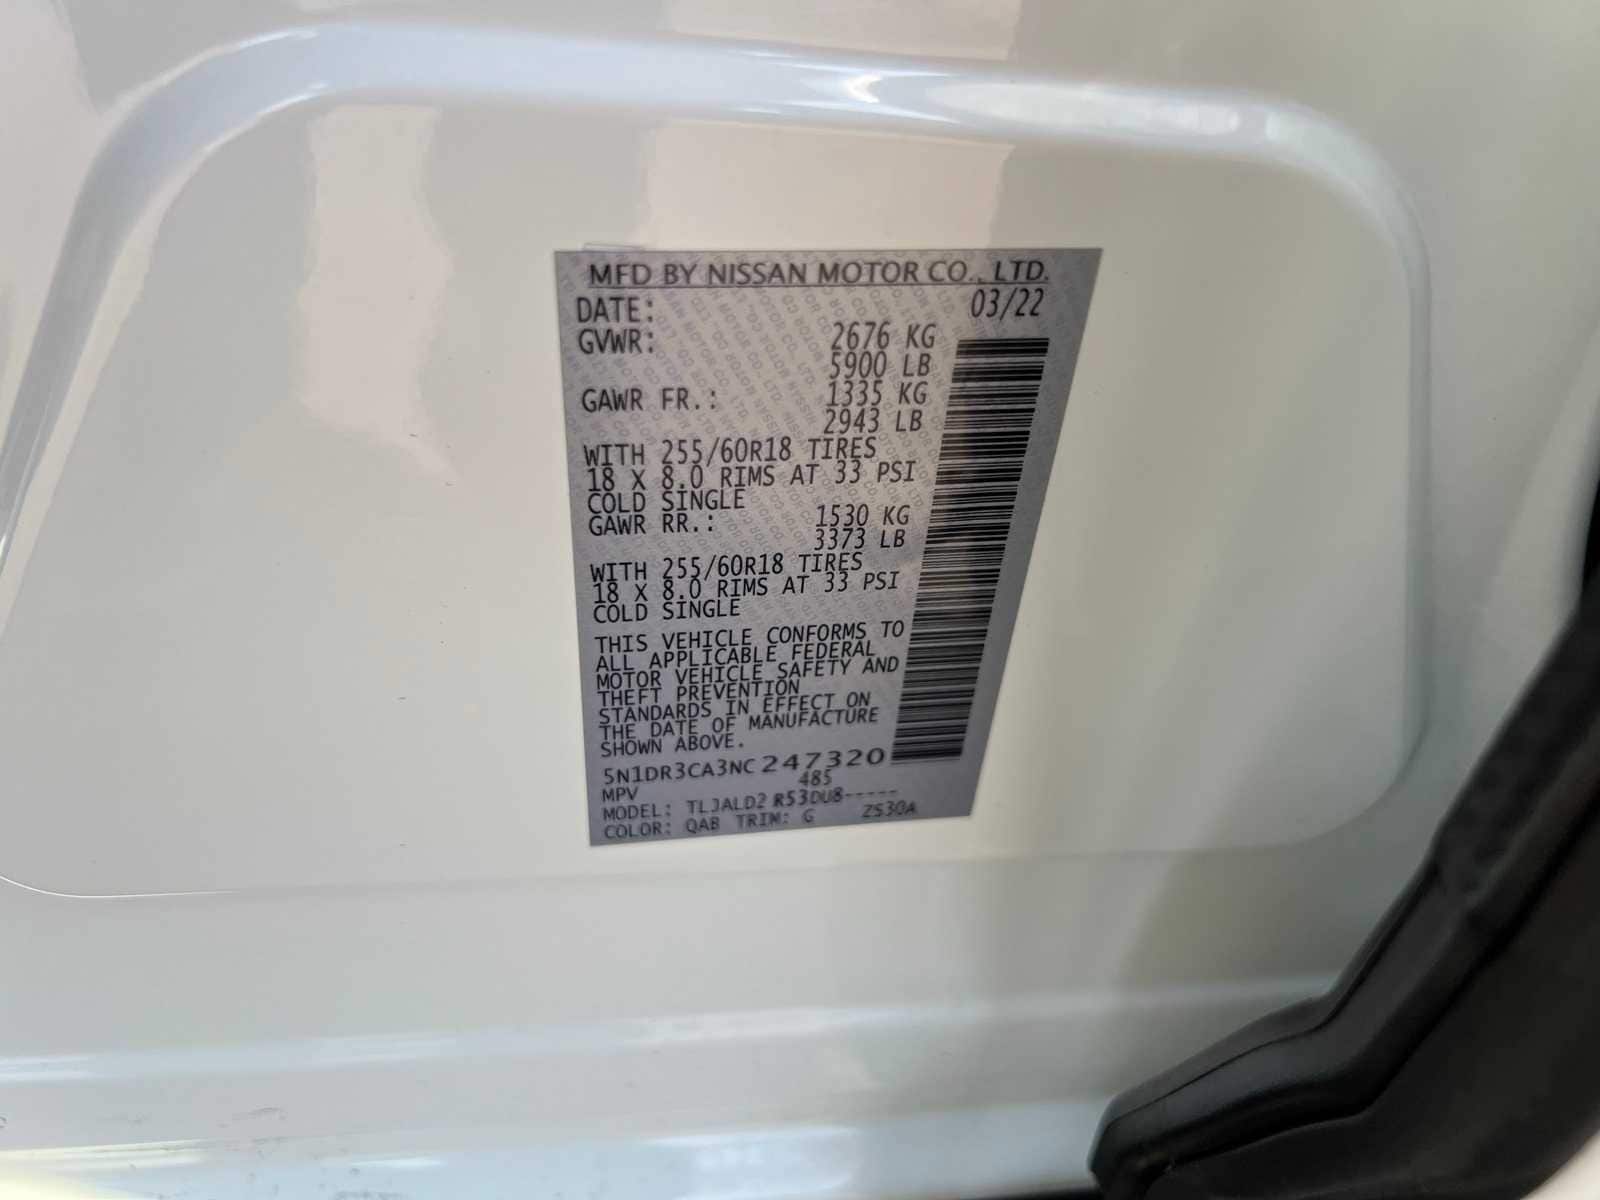 MFD BY NISSAN MOTOR CO., LTD.
DATE: 03/22
GVWR: 2676 KG
5900 LB
GAWR FR.: 1335 KG
2943 LB
WITH 255/60R18 TIRES
18 X 8.0 RIMS AT 33 PSI
COLD SINGLE
GAWR RR.: 1530 KG
3373 LB
WITH 255/60R18 TIRES
18 X 8.0 RIMS AT 33 PSI
COLD SINGLE
THIS VEHICLE CONFORMS TO
ALL APPLICABLE FEDERAL
MOTOR VEHICLE SAFETY AND
THEFT PREVENTION
STANDARDS IN EFFECT ON
THE DATE OF MANUFACTURE
SHOWN ABOVE.
5N1DR3CA3NC247320
MPV 485
MODEL: TLJALD2 R53DU8-----
COLOR: QAB TRIM: G ZS30A